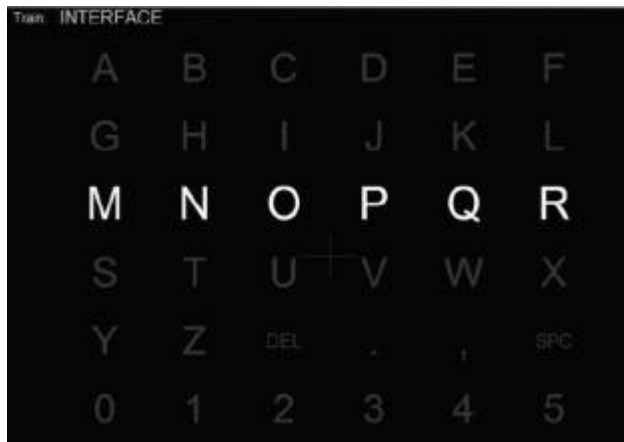 Train INTERFACE
A B C D E F
G H I J K L
M N O P Q R
S T U V W X
Y Z DEL . , SPC
0 1 2 3 4 5